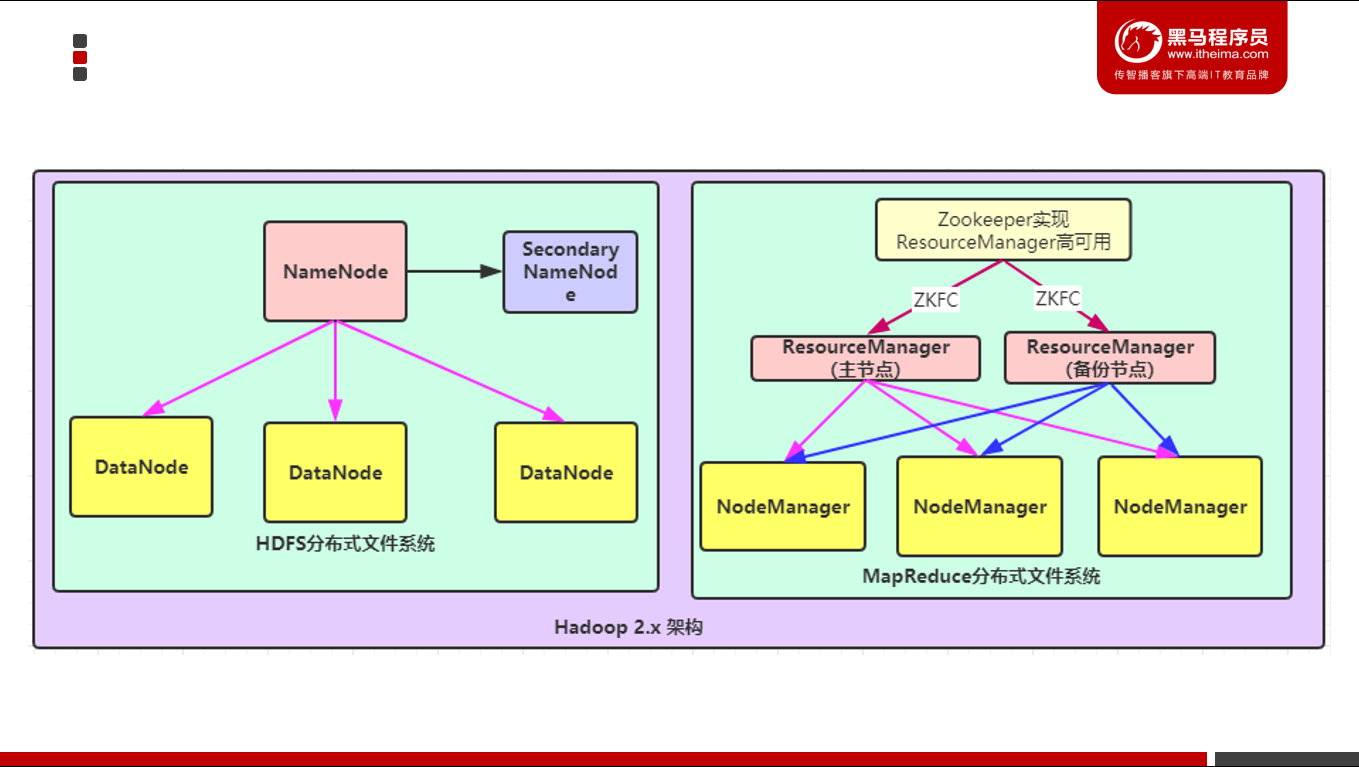 黑马程序员
www.itheima.com
传智播客旗下高端IT教育品牌
NameNode
Secondary
NameNod
e
DataNode
DataNode
DataNode
HDFS分布式文件系统
Zookeeper实现
ResourceManager高可用
ZKFC
ZKFC
ResourceManager
(主节点)
ResourceManager
(备份节点)
NodeManager
NodeManager
NodeManager
MapReduce分布式文件系统
Hadoop 2.x 架构